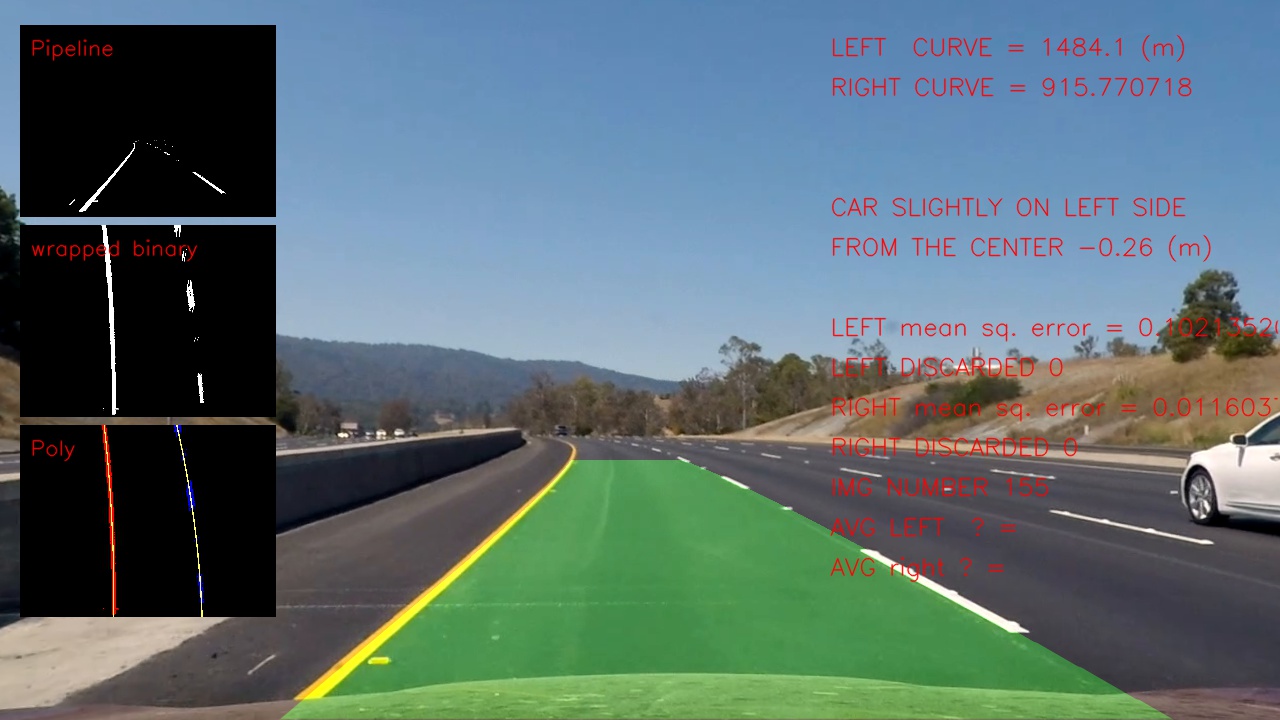 Pipeline
wrapped binary
Poly
LEFT CURVE = 1484.1 (m)
RIGHT CURVE = 915.770718
CAR SLIGHTLY ON LEFT SIDE
FROM THE CENTER -0.26 (m)
LEFT mean sq. error = 0.1021352
LEFT DISCARDED 0
RIGHT mean sq. error = 0.011603
RIGHT DISCARDED 0
IMG NUMBER 155
AVG LEFT ? =
AVG right ? =